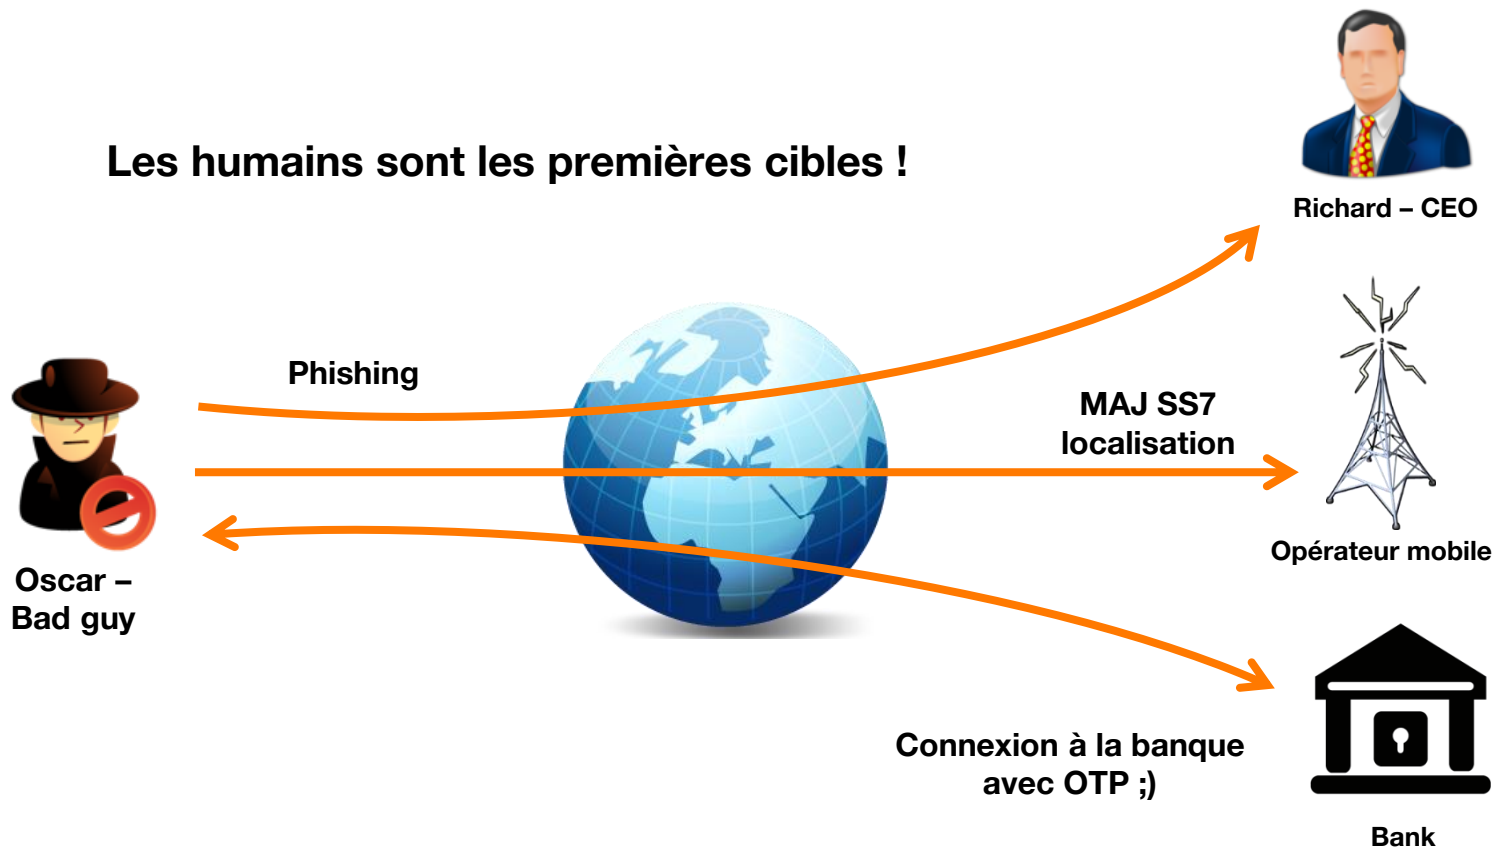 Les humains sont les premières cibles !
Richard – CEO
Phishing
MAJ SS7
localisation
Opérateur mobile
Oscar –
Bad guy
Connexion à la banque
avec OTP ;)
Bank